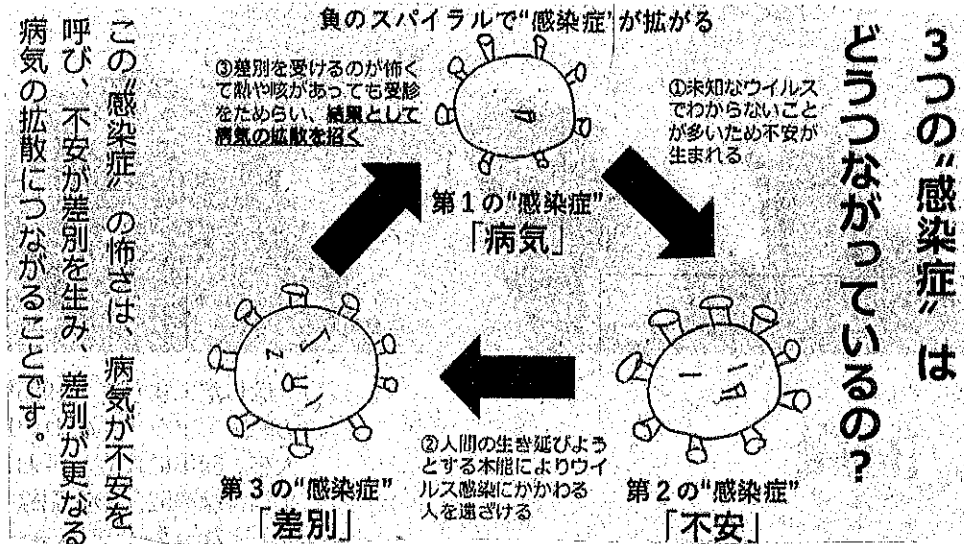 3つの“感染症”は
どうつながっているの？
負のスパイラルで“感染症”が拡がる
①未知なウイルス
でわからないこと
が多いため不安が
生まれる
第1の“感染症”
「病気」
第2の“感染症”
「不安」
②人間の生き延びよう
とする本能によりウイ
ルス感染にかかわる
人を遠ざける
第3の“感染症”
「差別」
③差別を受けるのが怖く
て熱や咳があっても受診
をためらい、結果として
病気の拡散を招く
この“感染症”の怖さは、病気が不安を
呼び、不安が差別を生み、差別が更なる
病気の拡散につながることです。